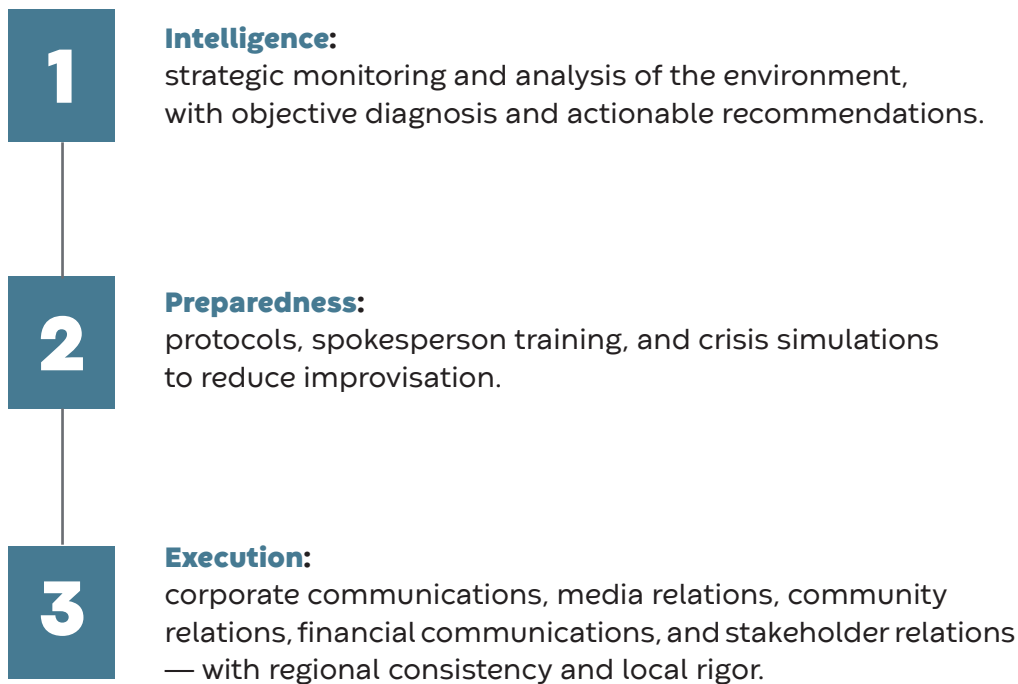 1
Intelligence:
strategic monitoring and analysis of the environment,
with objective diagnosis and actionable recommendations.
2
Preparedness:
protocols, spokesperson training, and crisis simulations
to reduce improvisation.
3
Execution:
corporate communications, media relations, community
relations, financial communications, and stakeholder relations
— with regional consistency and local rigor.